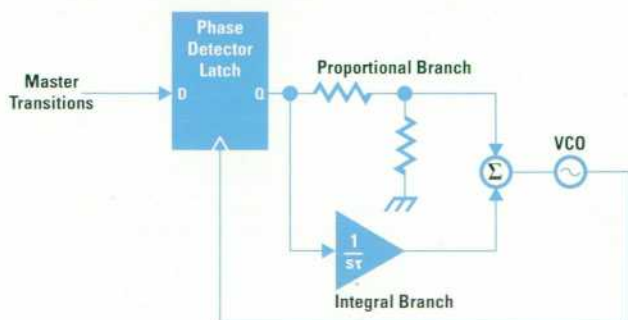 Phase
Detector
Latch
Master
Transitions
D
Q
Proportional Branch
VCO
Σ
1
sτ
Integral Branch